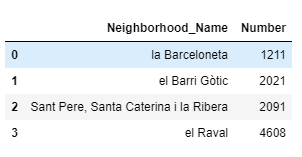 Neighborhood_Name Number
0 la Barceloneta 1211
1 el Barri Gòtic 2021
2 Sant Pere, Santa Caterina i la Ribera 2091
3 el Raval 4608